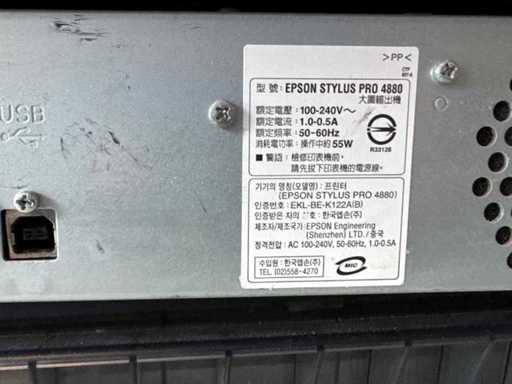 >PP<
USB
型 號: EPSON STYLUS PRO 4880
大圖輸出機
額定電壓: 100-240V~
額定電流: 1.0-0.5A
額定頻率: 50-60Hz
消耗電功率: 操作中約 55W
■ 警語: 檢修印表機前,
請先拔下印表機的電源線。
R33126
기기의 명칭(모델명) : 프린터
(EPSON STYLUS PRO 4880)
인증번호 : EKL-BE-K122A(B)
인증받은 자의 상호: 한국엡손(주)
제조자/제조국가: EPSON Engineering
(Shenzhen) LTD. / 중국
정격전압 : AC 100-240V, 50-60Hz, 1.0-0.5A
수입원 : 한국엡손(주)
TEL. (02)558-4270
MIC